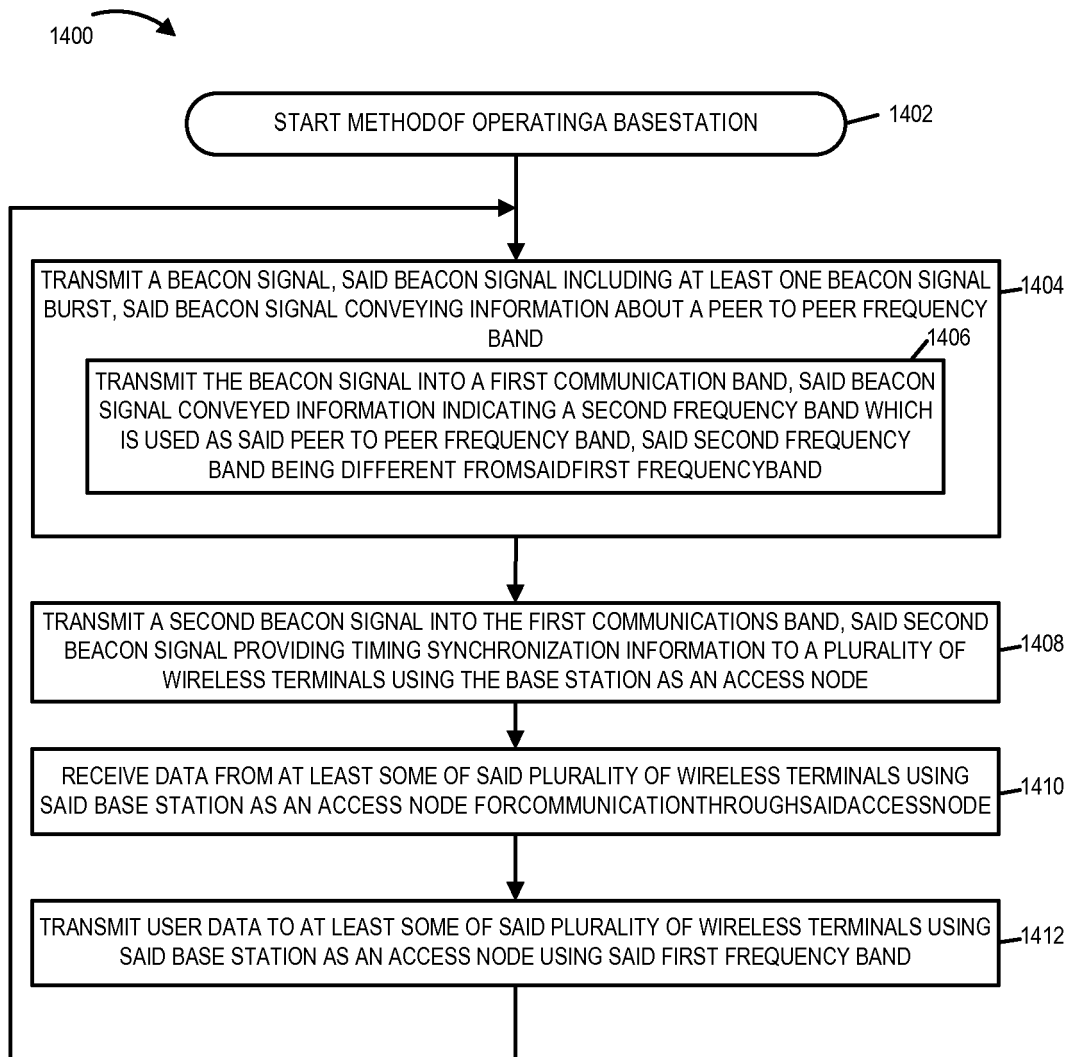 1400
START METHODOF OPERATINGA BASESTATION
1402
TRANSMIT A BEACON SIGNAL, SAID BEACON SIGNAL INCLUDING AT LEAST ONE BEACON SIGNAL
BURST, SAID BEACON SIGNAL CONVEYING INFORMATION ABOUT A PEER TO PEER FREQUENCY
BAND
1404
1406
TRANSMIT THE BEACON SIGNAL INTO A FIRST COMMUNICATION BAND, SAID BEACON
SIGNAL CONVEYED INFORMATION INDICATING A SECOND FREQUENCY BAND WHICH
IS USED AS SAID PEER TO PEER FREQUENCY BAND, SAID SECOND FREQUENCY
BAND BEING DIFFERENT FROMSAIDFIRST FREQUENCYBAND
TRANSMIT A SECOND BEACON SIGNAL INTO THE FIRST COMMUNICATIONS BAND, SAID SECOND
BEACON SIGNAL PROVIDING TIMING SYNCHRONIZATION INFORMATION TO A PLURALITY OF
WIRELESS TERMINALS USING THE BASE STATION AS AN ACCESS NODE
1408
RECEIVE DATA FROM AT LEAST SOME OF SAID PLURALITY OF WIRELESS TERMINALS USING
SAID BASE STATION AS AN ACCESS NODE FORCOMMUNICATIONTHROUGHSAIDACCESSNODE
1410
TRANSMIT USER DATA TO AT LEAST SOME OF SAID PLURALITY OF WIRELESS TERMINALS USING
SAID BASE STATION AS AN ACCESS NODE USING SAID FIRST FREQUENCY BAND
1412